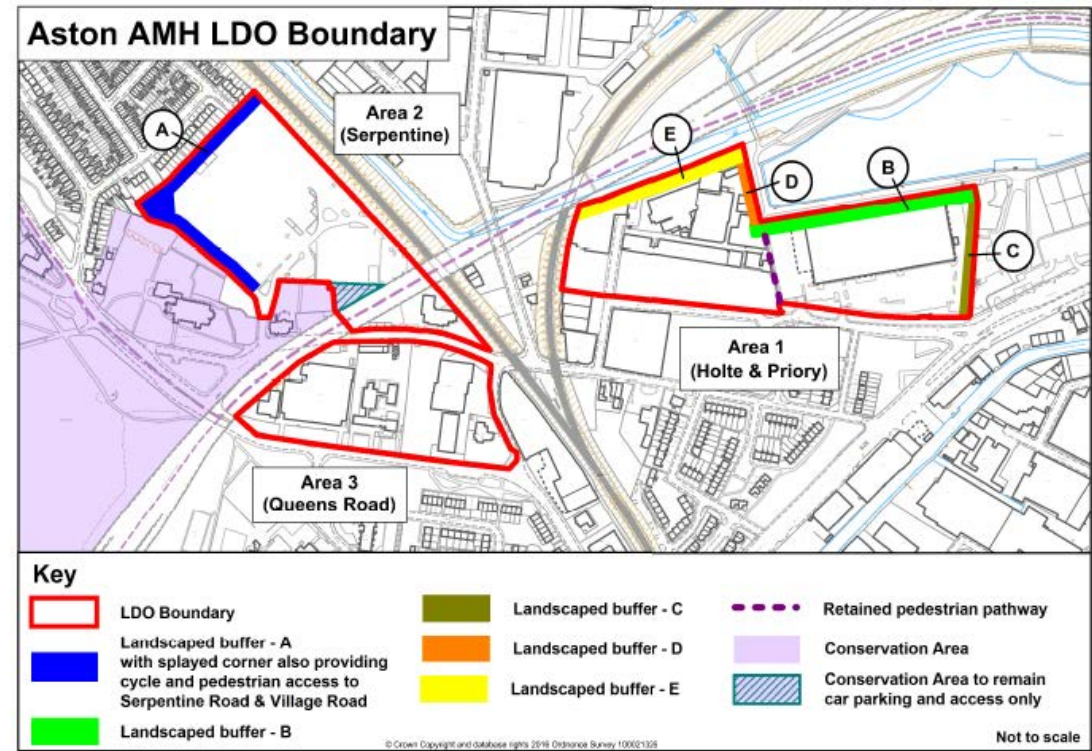 Aston AMH LDO Boundary
A
Area 2
(Serpentine)
E
D
B
C
Area 1
(Holte & Priory)
Area 3
(Queens Road)
Key
LDO Boundary
Landscaped buffer - A
with splayed corner also providing
cycle and pedestrian access to
Serpentine Road & Village Road
Landscaped buffer - B
Landscaped buffer - C
Landscaped buffer - D
Landscaped buffer - E
Retained pedestrian pathway
Conservation Area
Conservation Area to remain
car parking and access only
© Crown Copyright and database rights 2016 Ordnance Survey 100021326
Not to scale